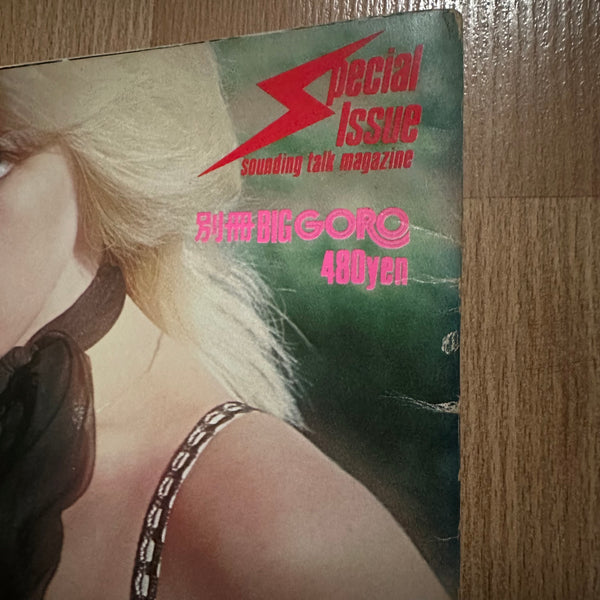 Special
Issue
sounding talk magazine
別冊BIG GORO
480yen